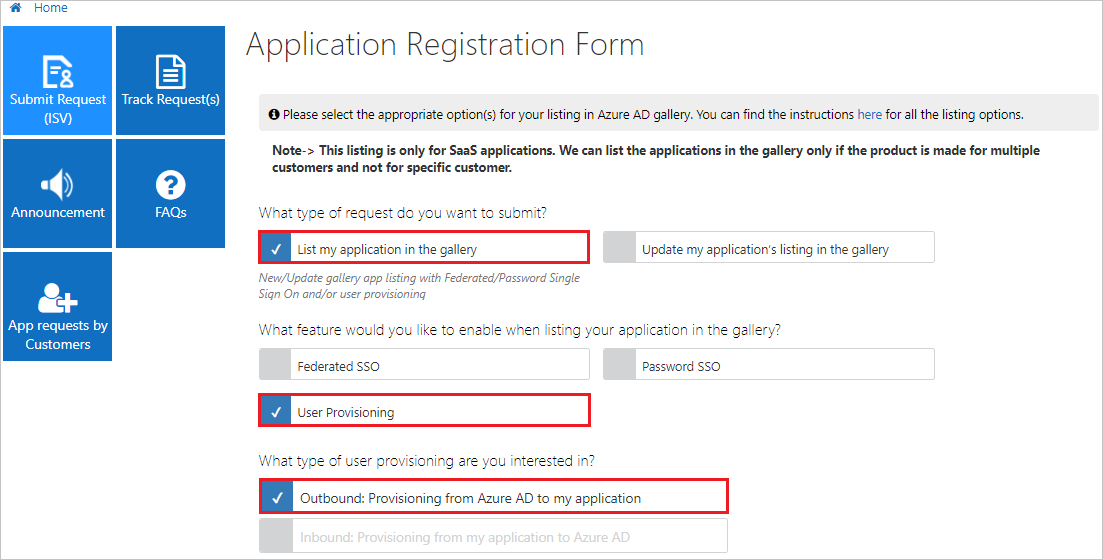 Home
Submit Request
(ISV)
Track Request(s)
Announcement
FAQs
App requests by
Customers
Application Registration Form
Please select the appropriate option(s) for your listing in Azure AD gallery. You can find the instructions here for all the listing options.
Note-> This listing is only for SaaS applications. We can list the applications in the gallery only if the product is made for multiple
customers and not for specific customer.
What type of request do you want to submit?
List my application in the gallery
Update my application's listing in the gallery
New/Update gallery app listing with Federated/Password Single
Sign On and/or user provisioning
What feature would you like to enable when listing your application in the gallery?
Federated SSO
Password SSO
User Provisioning
What type of user provisioning are you interested in?
Outbound: Provisioning from Azure AD to my application
Inbound: Provisioning from my application to Azure AD